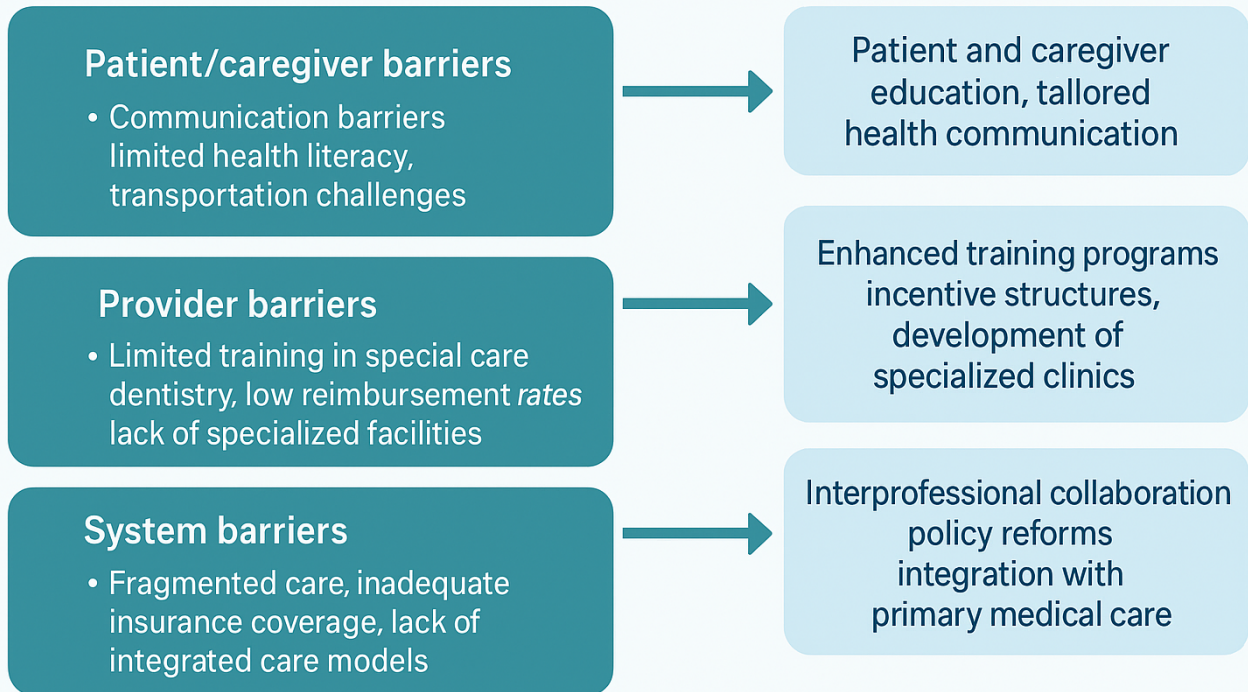 Patient/caregiver barriers
• Communication barriers
limited health literacy,
transportation challenges
Patient and caregiver
education, tallored
health communication
Provider barriers
• Limited training in special care
dentistry, low reimbursement rates
lack of specialized facilities
Enhanced training programs
incentive structures,
development of
specialized clinics
System barriers
• Fragmented care, inadequate
insurance coverage, lack of
integrated care models
Interprofessional collaboration
policy reforms
integration with
primary medical care